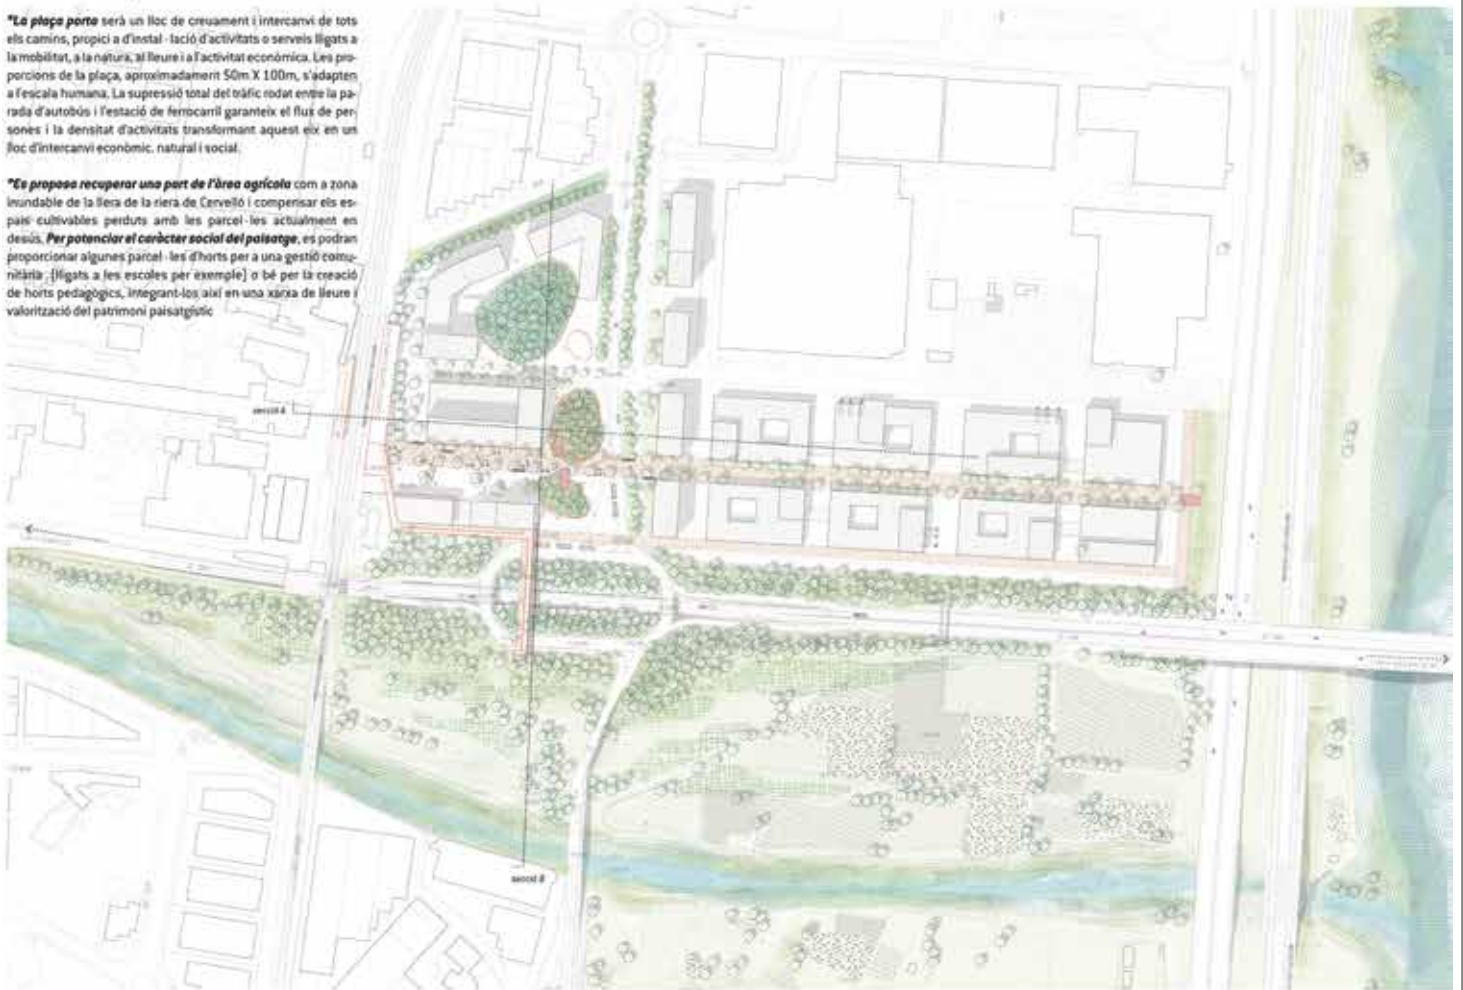 *La plaça porta serà un lloc de creuament i intercanvi de tots
els camins, propici a d'instal·lació d'activitats o serveis lligats a
la mobilitat, a la natura, al lleure i a l'activitat econòmica. Les pro-
porcions de la plaça, aproximadament 50m X 100m, s'adapten
a l'escala humana. La supressió total del tràfic rodat entre la pa-
rada d'autobús i l'estació de ferrocarril garanteix el flux de per-
sones i la densitat d'activitats transformant aquest eix en un
lloc d'intercanvi econòmic. natural i social.
*Es proposa recuperar una part de l'àrea agrícola com a zona
inundable de la llera de la riera de Cervelló i compensar els es-
pais cultivables perduts amb les parcel·les actualment en
desús. Per potenciar el caràcter social del paisatge, es podran
proporcionar algunes parcel·les d'horts per a una gestió comu-
nitària (lligats a les escoles per exemple) o bé per la creació
de horts pedagògics, integrant-los així en una xarxa de lleure i
valorització del patrimoni paisatgístic
secció A
secció B